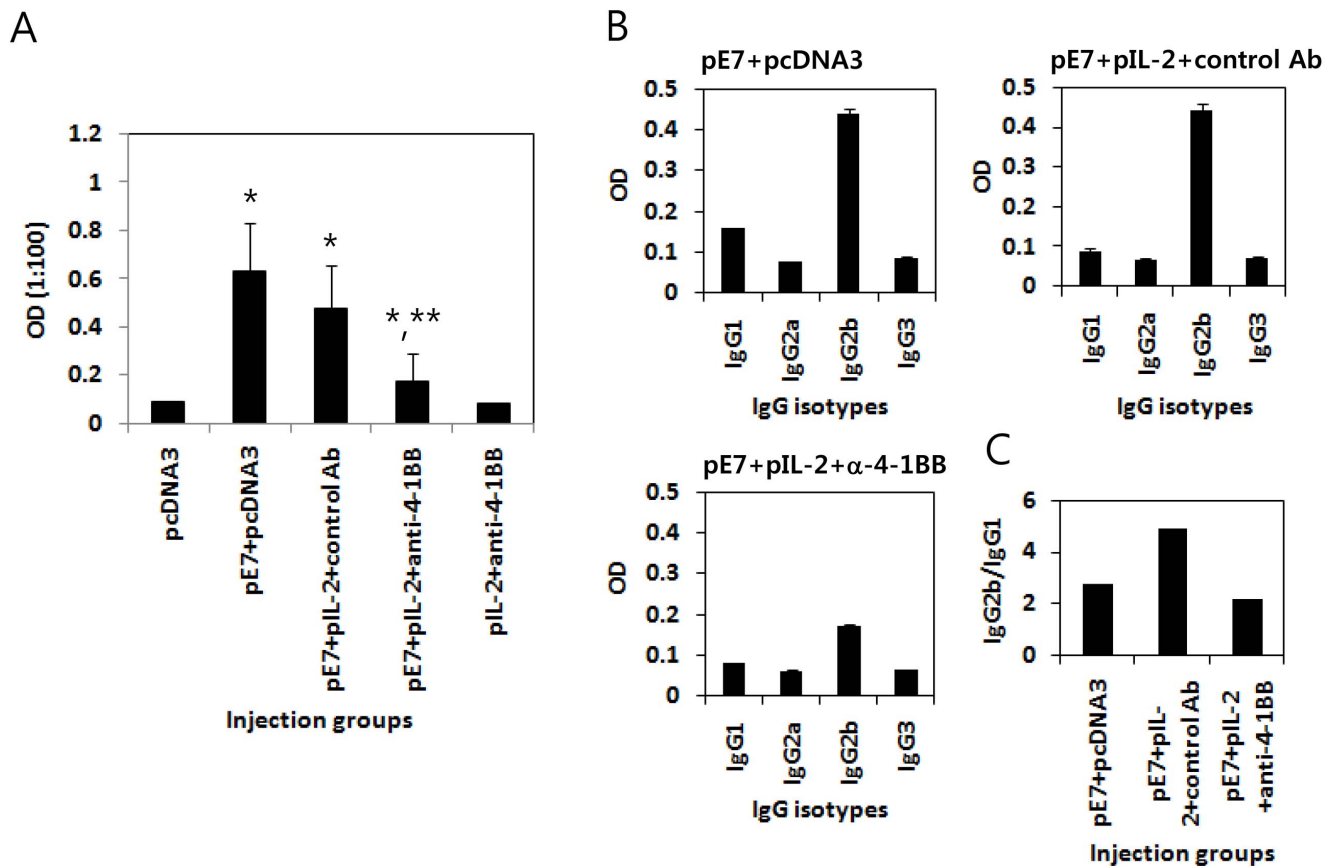 A
OD (1:100)
1.2
1
0.8
0.6
0.4
0.2
0
*
*
*,**
pcDNA3
pE7+pcDNA3
pE7+pIL-2+control Ab
pE7+pIL-2+anti-4-1BB
pIL-2+anti-4-1BB
Injection groups
B
pE7+pcDNA3
OD
0.5
0.4
0.3
0.2
0.1
0
IgG1
IgG2a
IgG2b
IgG3
IgG isotypes
pE7+pIL-2+control Ab
OD
0.5
0.4
0.3
0.2
0.1
0
IgG1
IgG2a
IgG2b
IgG3
IgG isotypes
pE7+pIL-2+α-4-1BB
OD
0.5
0.4
0.3
0.2
0.1
0
IgG1
IgG2a
IgG2b
IgG3
IgG isotypes
C
IgG2b/IgG1
6
4
2
0
pE7+pcDNA3
pE7+pIL-
2+control Ab
pE7+pIL-2
+anti-4-1BB
Injection groups